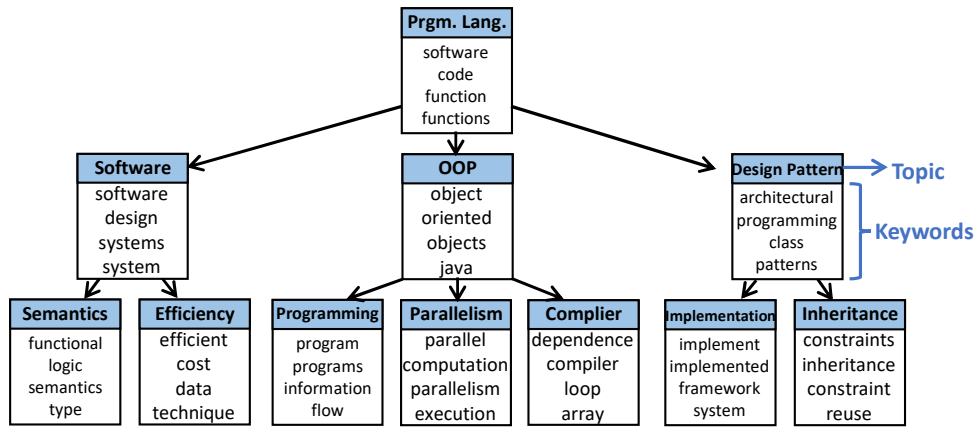 Prgm. Lang.
software
code
function
functions
Software
software
design
systems
system
OOP
object
oriented
objects
java
Design Pattern
architectural
programming
class
patterns
Topic
Keywords
Semantics
functional
logic
semantics
type
Efficiency
efficient
cost
data
technique
Programming
program
programs
information
flow
Parallelism
parallel
computation
parallelism
execution
Complier
dependence
compiler
loop
array
Implementation
implement
implemented
framework
system
Inheritance
constraints
inheritance
constraint
reuse